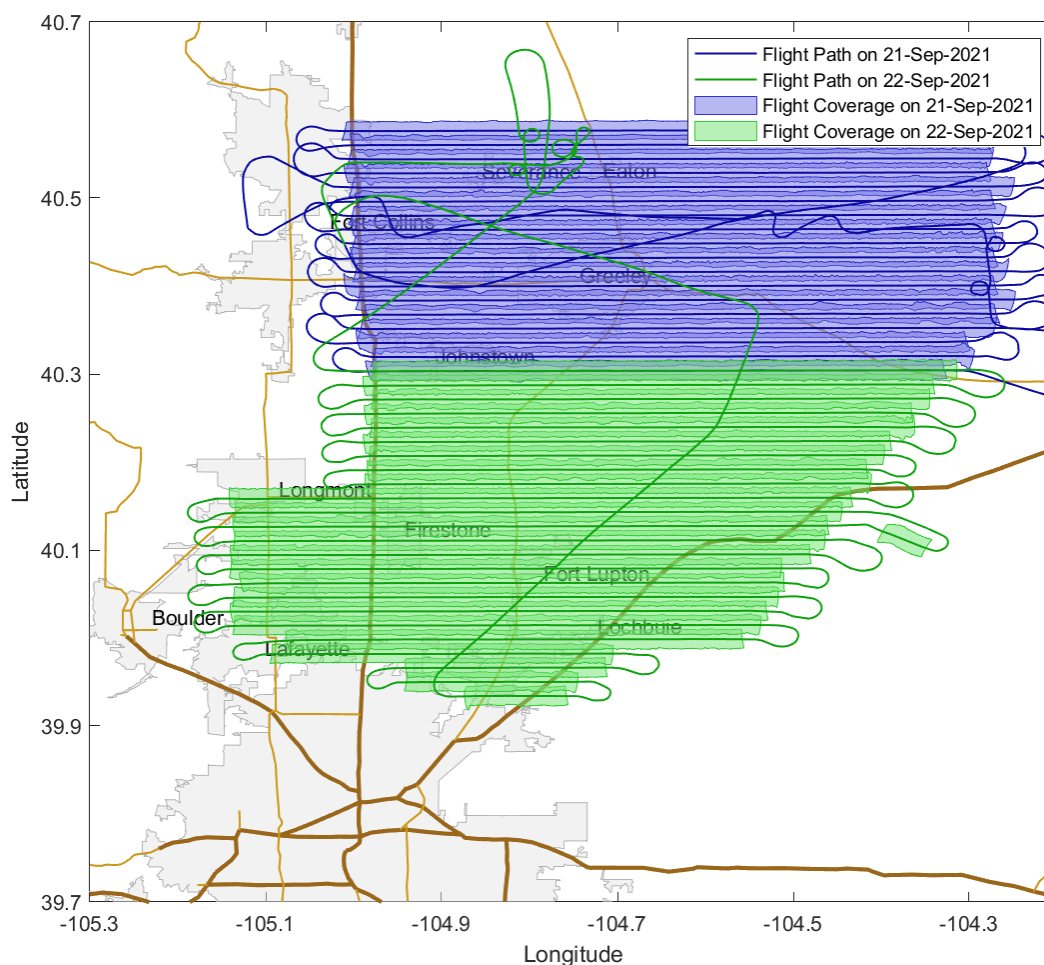 40.7
Flight Path on 21-Sep-2021
Flight Path on 22-Sep-2021
Flight Coverage on 21-Sep-2021
Flight Coverage on 22-Sep-2021
Severance
Eaton
40.5
Fort Collins
Greeley
Johnstown
40.3
Longmont
Firestone
40.1
Fort Lupton
Boulder
Lochbuie
Lafayette
39.9
39.7
-105.3
-105.1
-104.9
-104.7
-104.5
-104.3
Latitude
Longitude